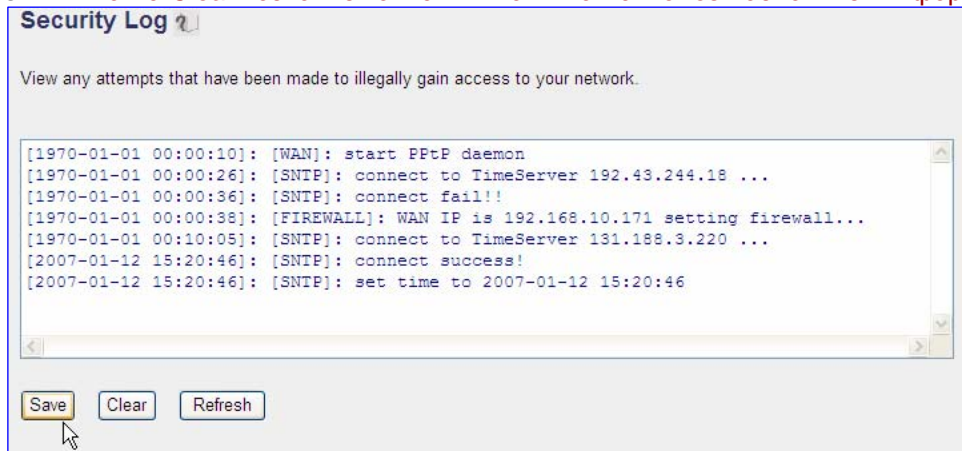 Security Log
View any attempts that have been made to illegally gain access to your network.
[1970-01-01 00:00:10]: [WAN]: start PPtP daemon
[1970-01-01 00:00:26]: [SNTP]: connect to TimeServer 192.43.244.18 ...
[1970-01-01 00:00:36]: [SNTP]: connect fail!!
[1970-01-01 00:00:38]: [FIREWALL]: WAN IP is 192.168.10.171 setting firewall...
[1970-01-01 00:10:05]: [SNTP]: connect to TimeServer 131.188.3.220 ...
[2007-01-12 15:20:46]: [SNTP]: connect success!
[2007-01-12 15:20:46]: [SNTP]: set time to 2007-01-12 15:20:46
Save Clear Refresh